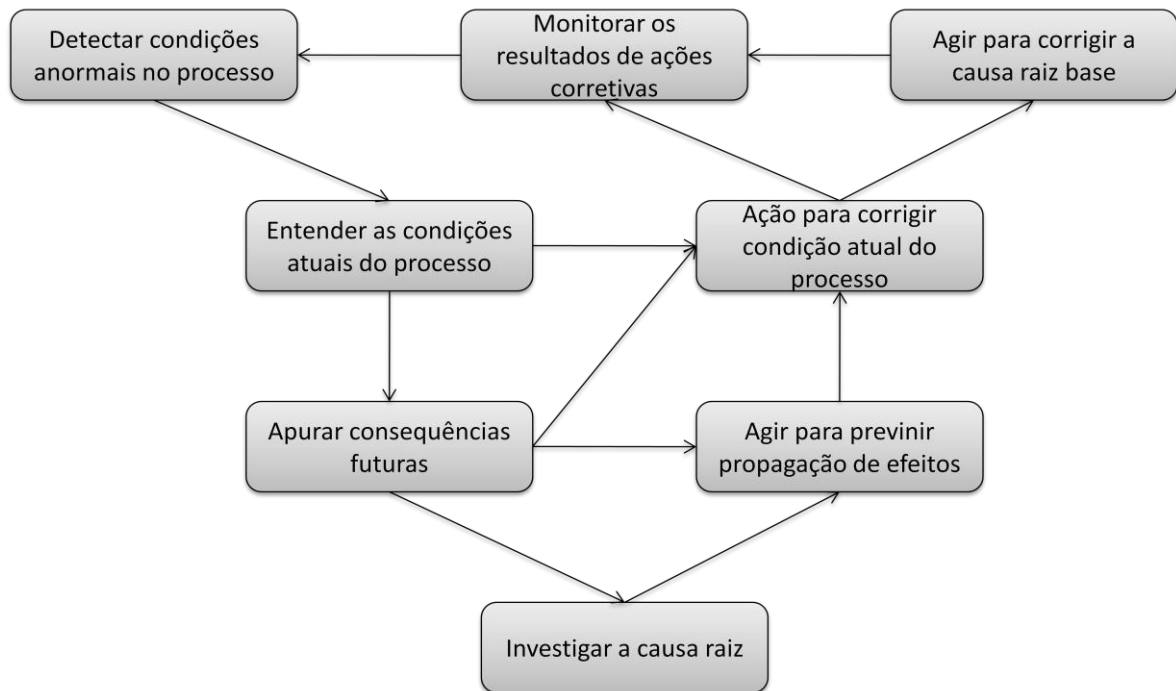 Detectar condições
anormais no processo
Monitorar os
resultados de ações
corretivas
Agir para corrigir a
causa raiz base
Entender as condições
atuais do processo
Ação para corrigir
condição atual do
processo
Apurar consequências
futuras
Agir para previnir
propagação de efeitos
Investigar a causa raiz